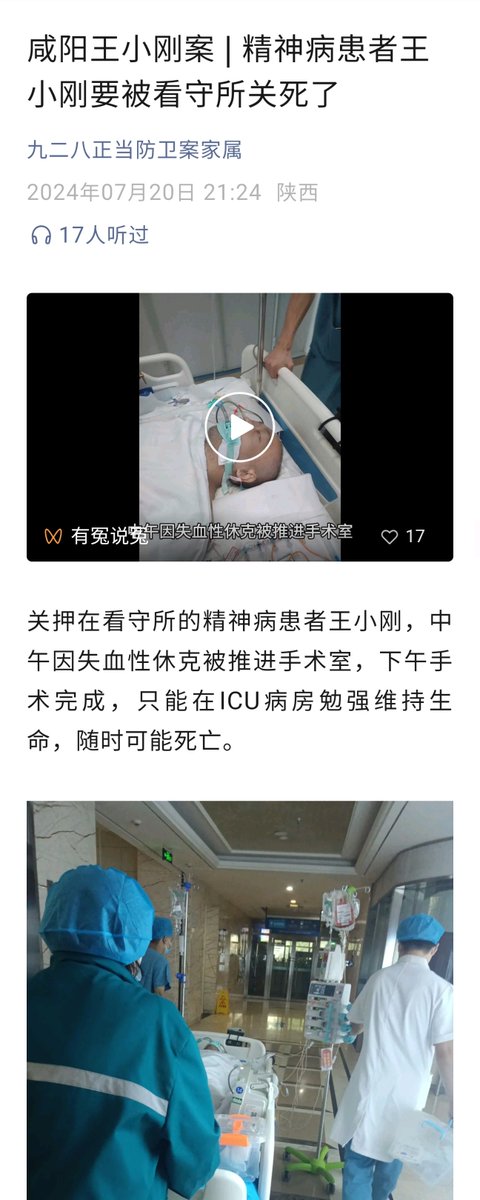 咸阳王小刚案 | 精神病患者王
小刚要被看守所关死了
九二八正当防卫案家属
2024年07月20日 21:24 陕西
17人听过
有冤说冤
中午因失血性休克被推进手术室
17
关押在看守所的精神病患者王小刚，中
午因失血性休克被推进手术室，下午手
术完成，只能在ICU病房勉强维持生
命，随时可能死亡。